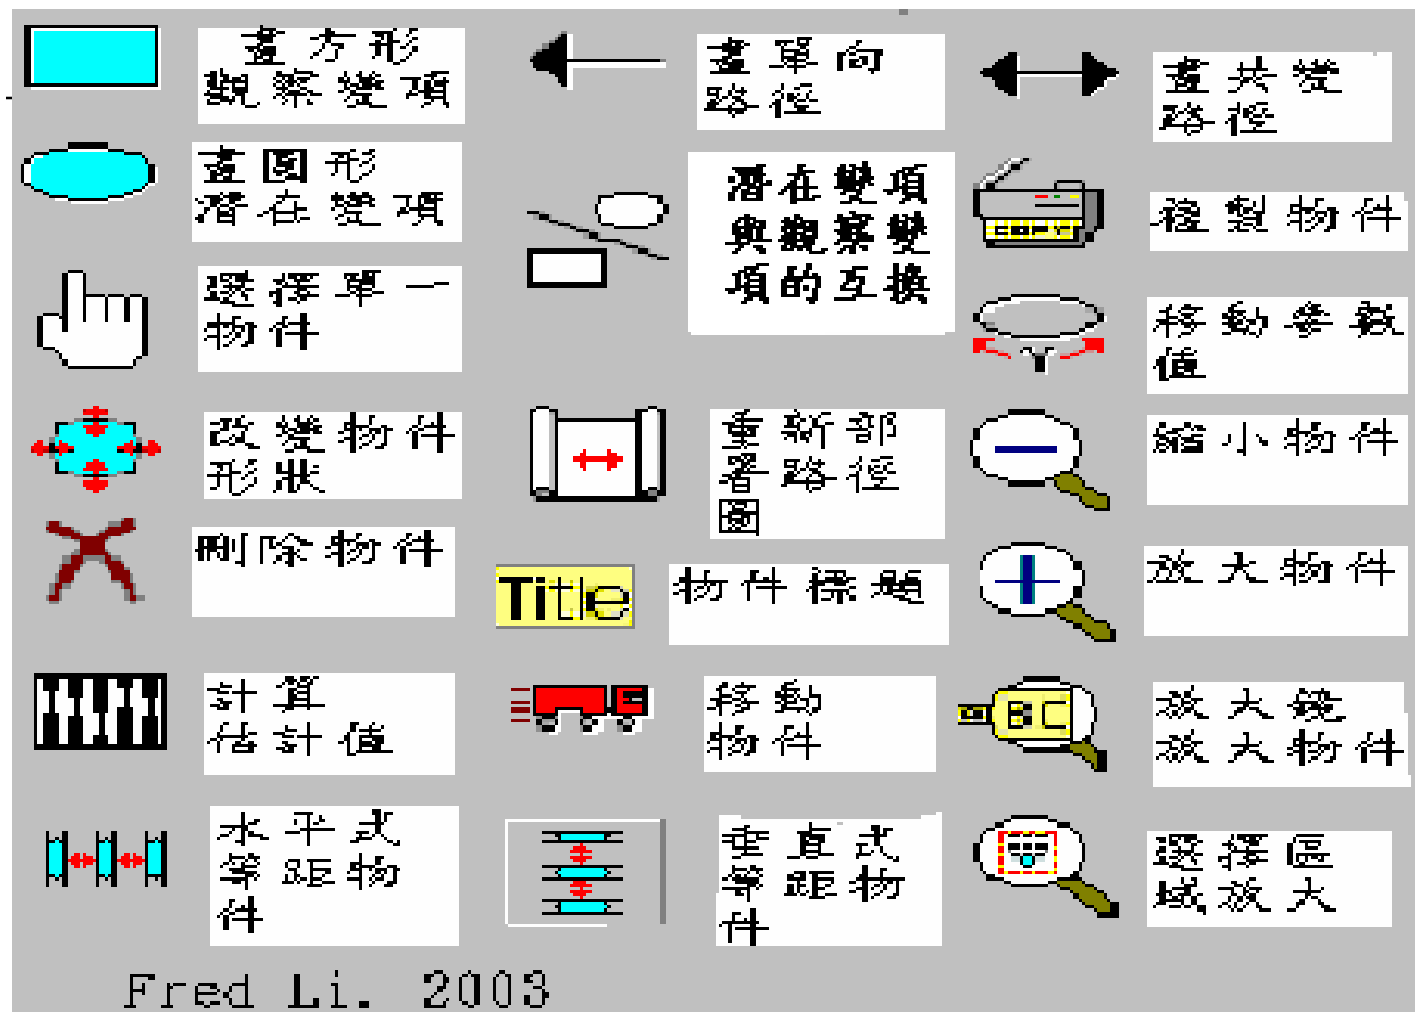 畫方形
觀察變項
畫圓形
潛在變項
選擇單一
物件
改變物件
形狀
刪除物件
計算
估計值
水平式
等距物
件
畫單向
路徑
潛在變項
與觀察變
項的互換
重新部
署路徑
圖
Title
物件標題
移動
物件
垂直式
等距物
件
畫共變
路徑
COPY
複製物件
移動參數
值
縮小物件
放大物件
BC
放大鏡
放大物件
選擇區
域放大
Fred Li. 2003